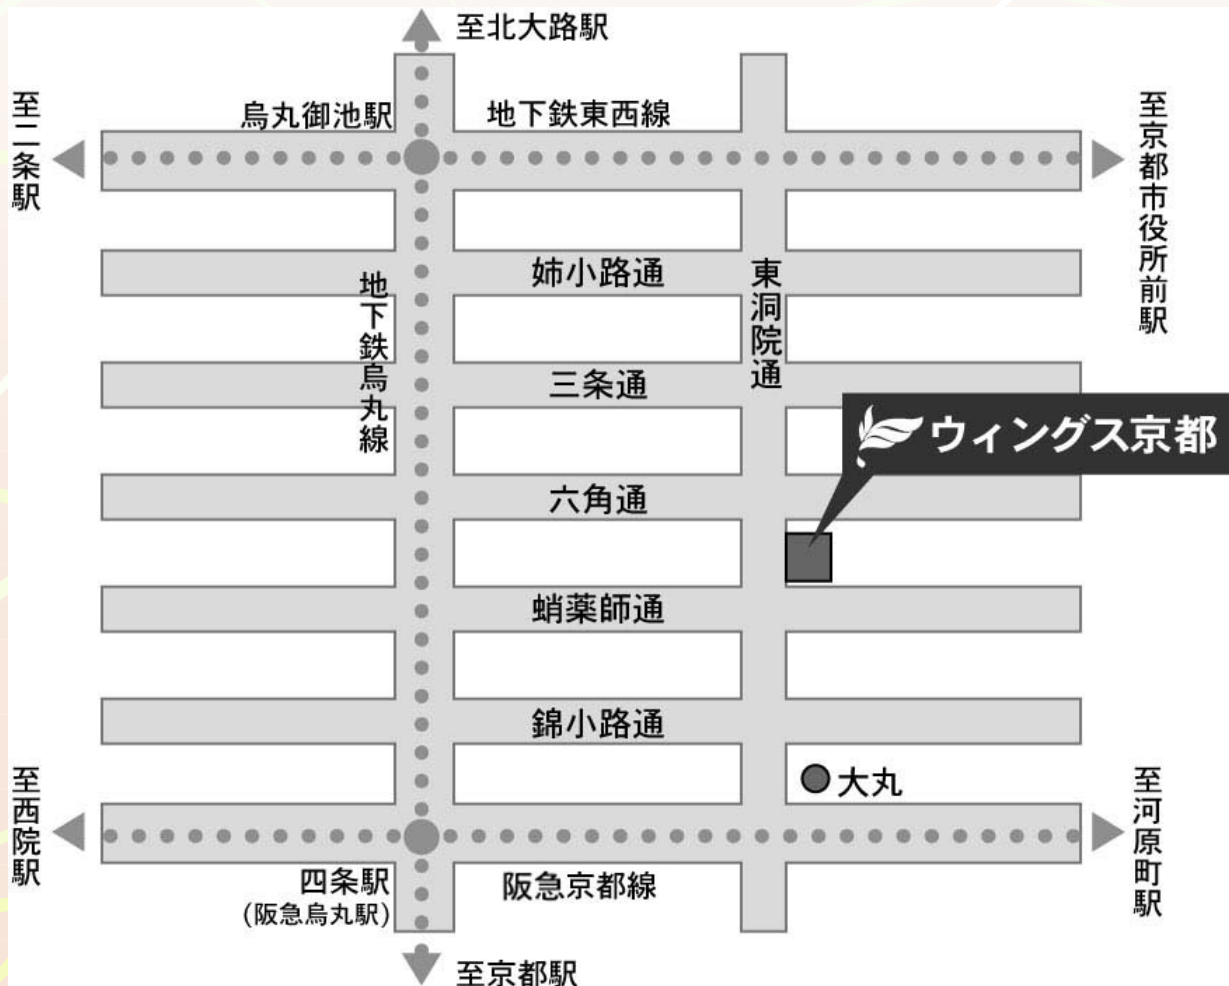 至北大路駅
烏丸御池駅
地下鉄東西線
至二条駅
至京都市役所前駅
姉小路通
東洞院通
地下鉄烏丸線
三条通
ウィングス京都
六角通
蛸薬師通
錦小路通
大丸
至西院駅
至河原町駅
四条駅
(阪急烏丸駅)
阪急京都線
至京都駅